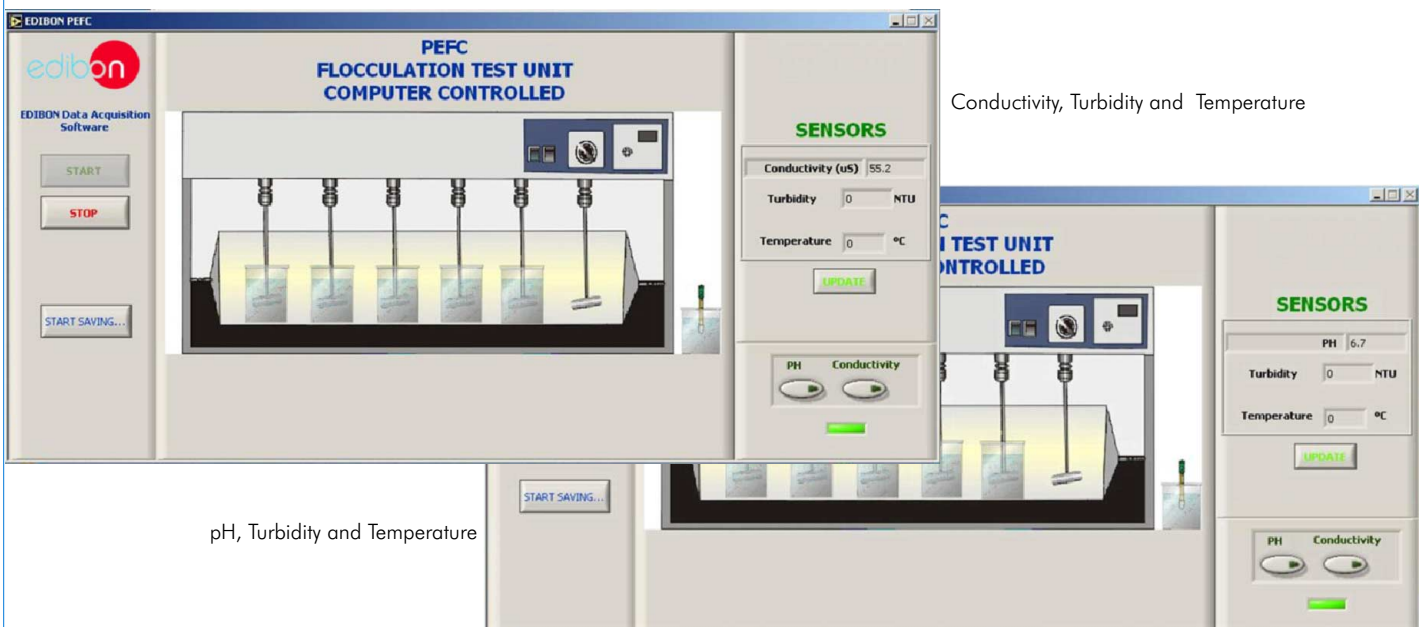 EDIBON PEFC
edibon
EDIBON Data Acquisition
Software
START
STOP
START SAVING...
PEFC
FLOCCULATION TEST UNIT
COMPUTER CONTROLLED
SENSORS
Conductivity (uS) 55.2
Turbidity 0 NTU
Temperature 0 ºC
UPDATE
PH Conductivity
Conductivity, Turbidity and Temperature
C
TEST UNIT
NTROLLED
SENSORS
PH 6.7
Turbidity 0 NTU
Temperature 0 ºC
UPDATE
PH Conductivity
START SAVING...
pH, Turbidity and Temperature